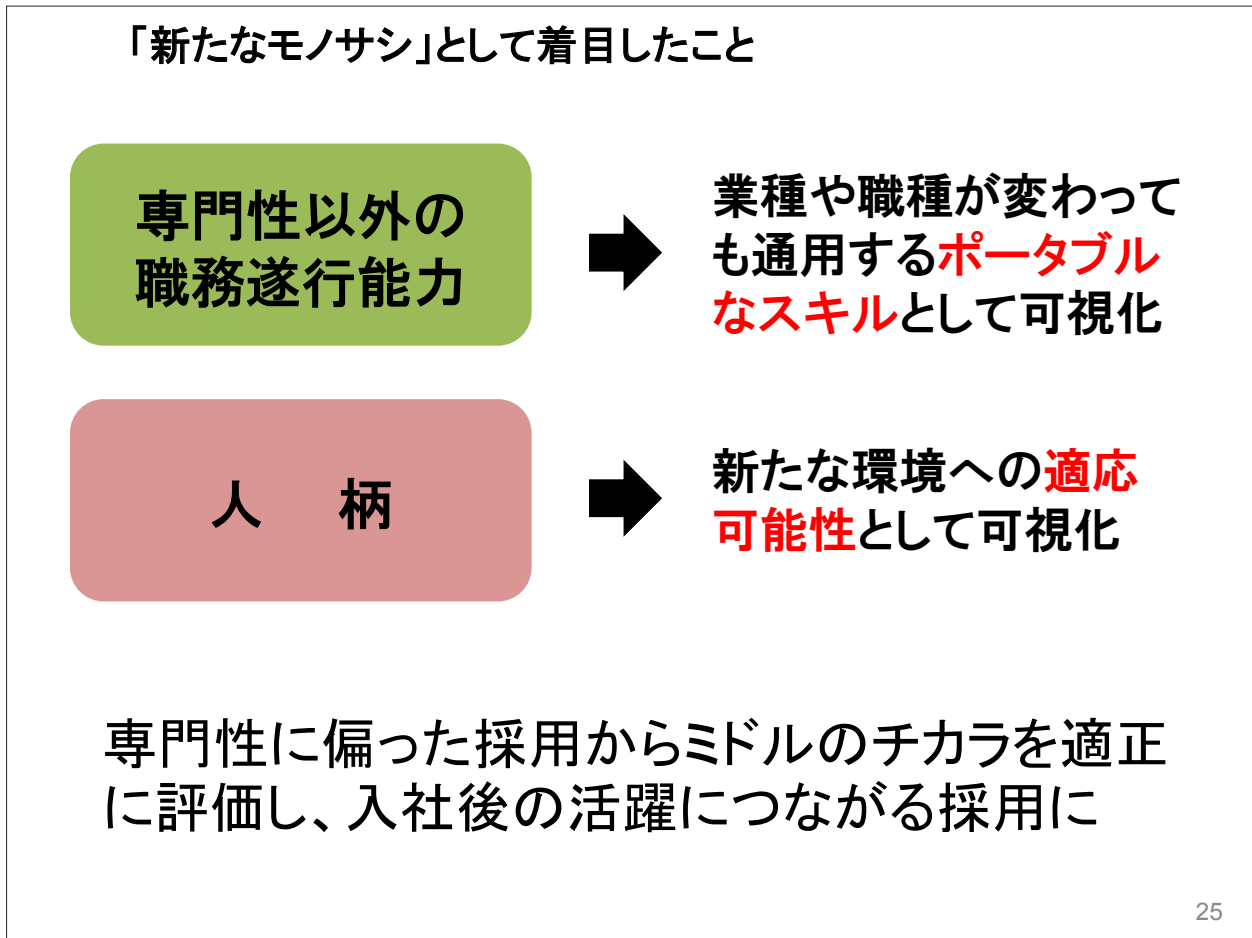 「新たなモノサシ」として着目したこと
専門性以外の
職務遂行能力
業種や職種が変わって
も通用するポータブル
なスキルとして可視化
人　柄
新たな環境への適応
可能性として可視化
専門性に偏った採用からミドルのチカラを適正
に評価し、入社後の活躍につながる採用に
25